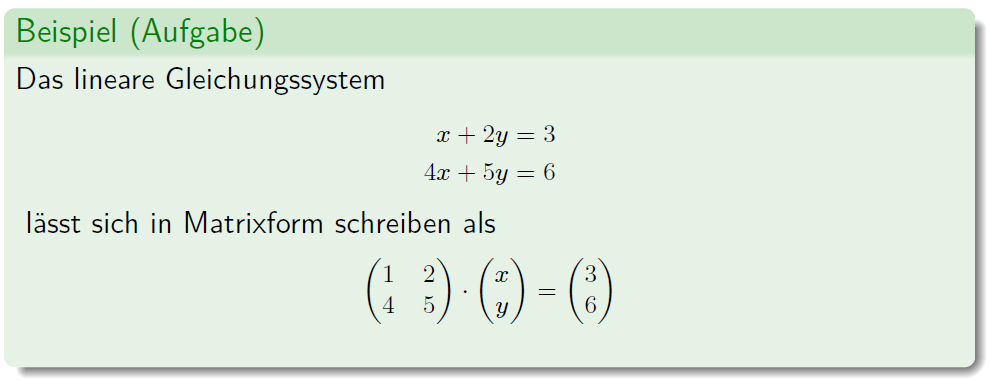 Beispiel (Aufgabe)
Das lineare Gleichungssystem
x + 2y = 3
4x + 5y = 6
lässt sich in Matrixform schreiben als
(1 2) · (x) = (3)
(4 5) (y) (6)